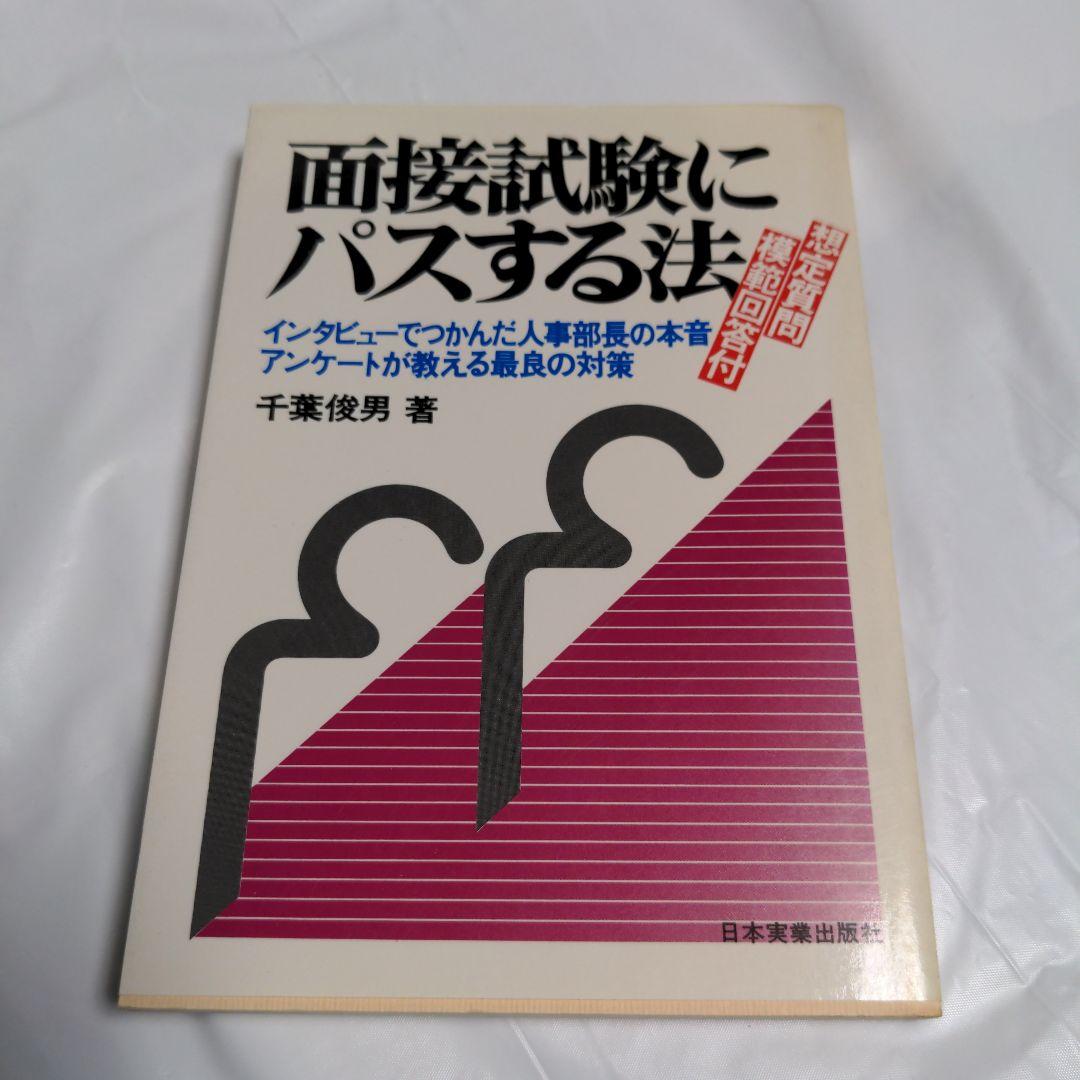 面接試験に
パスする法
想定質問
模範回答付
インタビューでつかんだ人事部長の本音
アンケートが教える最良の対策
千葉俊男 著
日本実業出版社